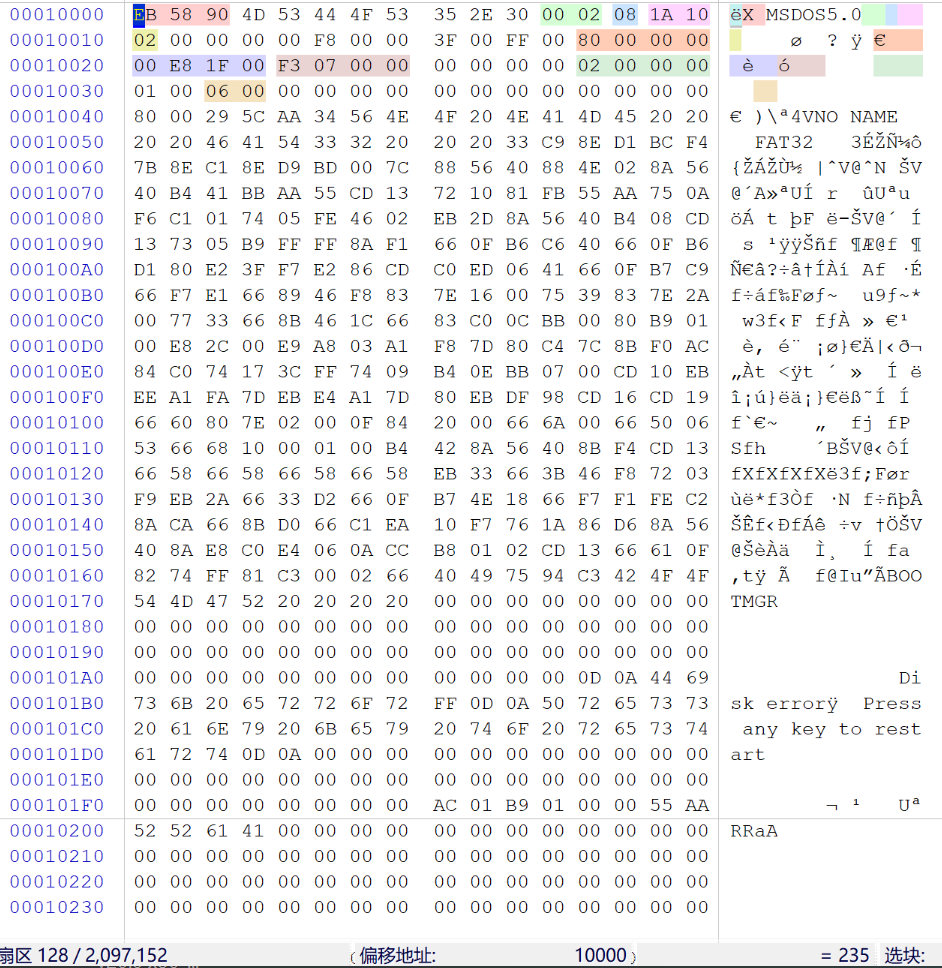 00010000 EB 58 90 4D 53 44 4F 53 35 2E 30 00 02 08 1A 10 ëX MSDOS5.0
00010010 02 00 00 00 00 F8 00 00 3F 00 FF 00 80 00 00 00 ø ? ÿ €
00010020 00 E8 1F 00 F3 07 00 00 00 00 00 00 02 00 00 00 è ó
00010030 01 00 06 00 00 00 00 00 00 00 00 00 00 00 00 00
00010040 80 00 29 5C AA 34 56 4E 4F 20 4E 41 4D 45 20 20 € )\ª4VNO NAME
00010050 20 20 46 41 54 33 32 20 20 20 33 C9 8E D1 BC F4 FAT32 3ÉŽÑ¼ô
00010060 7B 8E C1 8E D9 BD 00 7C 88 56 40 88 4E 02 8A 56 {ŽÁŽÙ½ |ˆV@ˆN ŠV
00010070 40 B4 41 BB AA 55 CD 13 72 10 81 FB 55 AA 75 0A @´A»ªUÍ r ûUªu
00010080 F6 C1 01 74 05 FE 46 02 EB 2D 8A 56 40 B4 08 CD öÁ t þF ë-ŠV@´ Í
00010090 13 73 05 B9 FF FF 8A F1 66 0F B6 C6 40 66 0F B6 s ¹ÿÿŠñf ¶Æ@f ¶
000100A0 D1 80 E2 3F F7 E2 86 CD C0 ED 06 41 66 0F B7 C9 Ñ€â?÷â†ÍÀí Af ·É
000100B0 66 F7 E1 66 89 46 F8 83 7E 16 00 75 39 83 7E 2A f÷áf‰Føƒ~ u9ƒ~*
000100C0 00 77 33 66 8B 46 1C 66 83 C0 0C BB 00 80 B9 01 w3f‹F fƒÀ » €¹
000100D0 00 E8 2C 00 E9 A8 03 A1 F8 7D 80 C4 7C 8B F0 AC è, é¨ ¡ø}€Ä|‹ð¬
000100E0 84 C0 74 17 3C FF 74 09 B4 0E BB 07 00 CD 10 EB „Àt <ÿt ´ » Í ë
000100F0 EE A1 FA 7D EB E4 A1 7D 80 EB DF 98 CD 16 CD 19 î¡ú}ëä¡}€ëß˜Í Í
00010100 66 60 80 7E 02 00 0F 84 20 00 66 6A 00 66 50 06 f`€~ „ fj fP
00010110 53 66 68 10 00 01 00 B4 42 8A 56 40 8B F4 CD 13 Sfh ´BŠV@‹ôÍ
00010120 66 58 66 58 66 58 66 58 EB 33 66 3B 46 F8 72 03 fXfXfXfXë3f;Før
00010130 F9 EB 2A 66 33 D2 66 0F B7 4E 18 66 F7 F1 FE C2 ùë*f3Òf ·N f÷ñþÂ
00010140 8A CA 66 8B D0 66 C1 EA 10 F7 76 1A 86 D6 8A 56 ŠÊf‹ÐfÁê ÷v †ÖŠV
00010150 40 8A E8 C0 E4 06 0A CC B8 01 02 CD 13 66 61 0F @ŠèÀä Ì¸ Í fa
00010160 82 74 FF 81 C3 00 02 66 40 49 75 94 C3 42 4F 4F ‚tÿ Ã f@Iu”ÃBOO
00010170 54 4D 47 52 20 20 20 20 00 00 00 00 00 00 00 00 TMGR
00010180 00 00 00 00 00 00 00 00 00 00 00 00 00 00 00 00
00010190 00 00 00 00 00 00 00 00 00 00 00 00 00 00 00 00
000101A0 00 00 00 00 00 00 00 00 00 00 00 00 0D 0A 44 69 Di
000101B0 73 6B 20 65 72 72 6F 72 FF 0D 0A 50 72 65 73 73 sk errorÿ Press
000101C0 20 61 6E 79 20 6B 65 79 20 74 6F 20 72 65 73 74 any key to rest
000101D0 61 72 74 0D 0A 00 00 00 00 00 00 00 00 00 00 00 art
000101E0 00 00 00 00 00 00 00 00 00 00 00 00 00 00 00 00
000101F0 00 00 00 00 00 00 00 00 AC 01 B9 01 00 00 55 AA ¬ ¹ Uª
00010200 52 52 61 41 00 00 00 00 00 00 00 00 00 00 00 00 RRaA
00010210 00 00 00 00 00 00 00 00 00 00 00 00 00 00 00 00
00010220 00 00 00 00 00 00 00 00 00 00 00 00 00 00 00 00
00010230 00 00 00 00 00 00 00 00 00 00 00 00 00 00 00 00
扇区 128 / 2,097,152 偏移地址: 10000 = 235 选块: